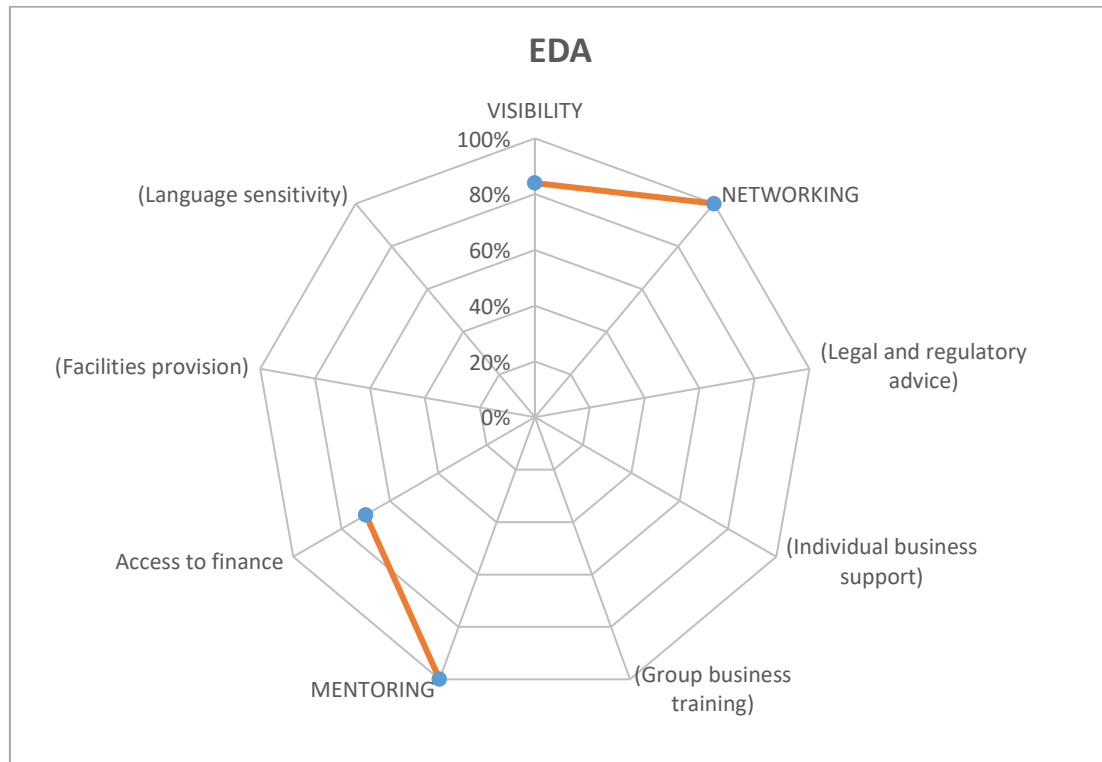 EDA
VISIBILITY
100%
80%
60%
40%
20%
0%
NETWORKING
(Legal and regulatory
advice)
(Individual business
support)
(Group business
training)
MENTORING
Access to finance
(Facilities provision)
(Language sensitivity)